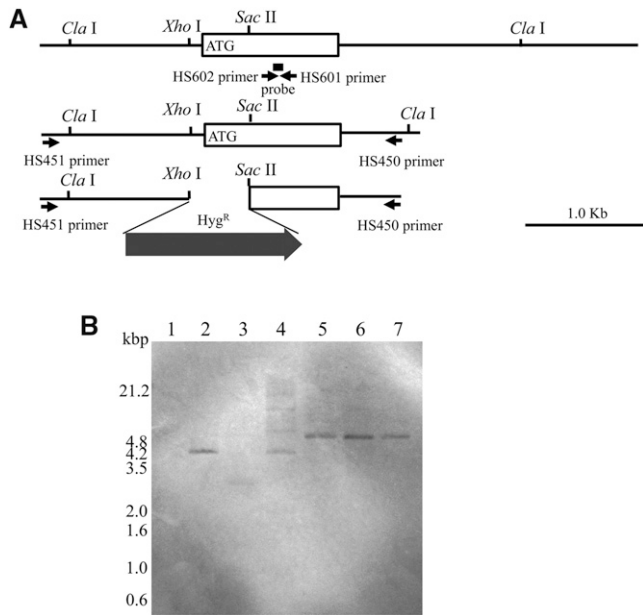 A
Cla I
Xho I
Sac II
Cla I
ATG
HS602 primer
HS601 primer
probe
Cla I
Xho I
Sac II
Cla I
ATG
HS451 primer
HS450 primer
Cla I
Xho I
Sac II
HS451 primer
HS450 primer
Hyg^R
1.0 Kb
B
kbp
1 2 3 4 5 6 7
21.2
4.8
4.2
3.5
2.0
1.6
1.0
0.6